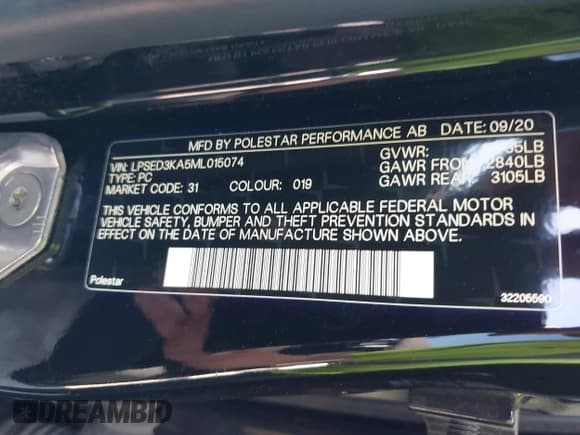 MFD BY POLESTAR PERFORMANCE AB DATE: 09/20
VIN: LPSED3KA5ML015074 GVWR:
TYPE: PC GAWR FRONT: 2840LB
MARKET CODE: 31 COLOUR: 019 GAWR REAR: 3105LB
THIS VEHICLE CONFORMS TO ALL APPLICABLE FEDERAL MOTOR
VEHICLE SAFETY, BUMPER AND THEFT PREVENTION STANDARDS IN
EFFECT ON THE DATE OF MANUFACTURE SHOWN ABOVE.
Polestar 32205590
DREAMBID